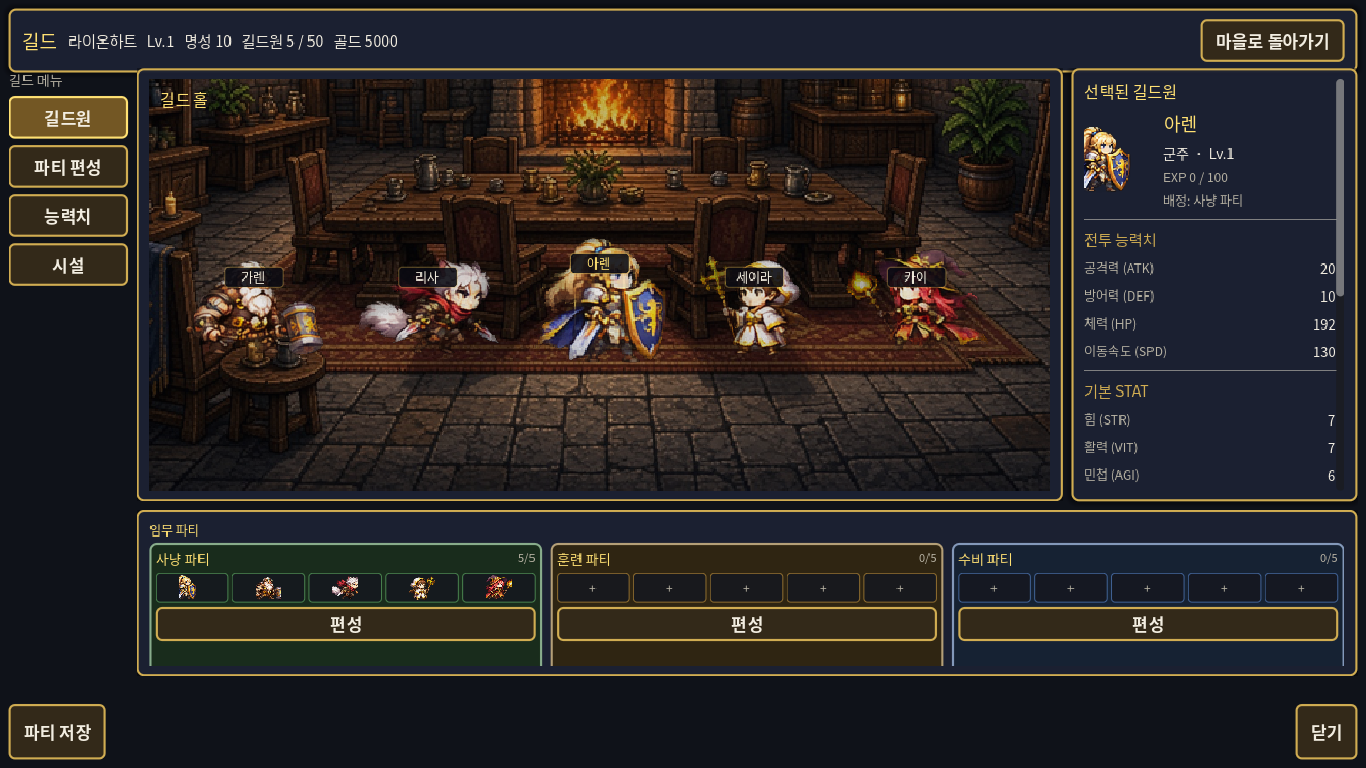 길드 라이온하트 Lv.1 명성 10 길드원 5 / 50 골드 5000
마을로 돌아가기
길드 메뉴
길드원
파티 편성
능력치
시설
길드홀
가렌
리사
아렌
세이라
카이
선택된 길드원
아렌
군주 · Lv.1
EXP 0 / 100
배정: 사냥 파티
전투 능력치
공격력 (ATK) 20
방어력 (DEF) 10
체력 (HP) 192
이동속도 (SPD) 130
기본 STAT
힘 (STR) 7
활력 (VIT) 7
민첩 (AGI) 6
임무 파티
사냥 파티 5/5
편성
훈련 파티 0/5
+ + + + +
편성
수비 파티 0/5
+ + + + +
편성
파티 저장
닫기